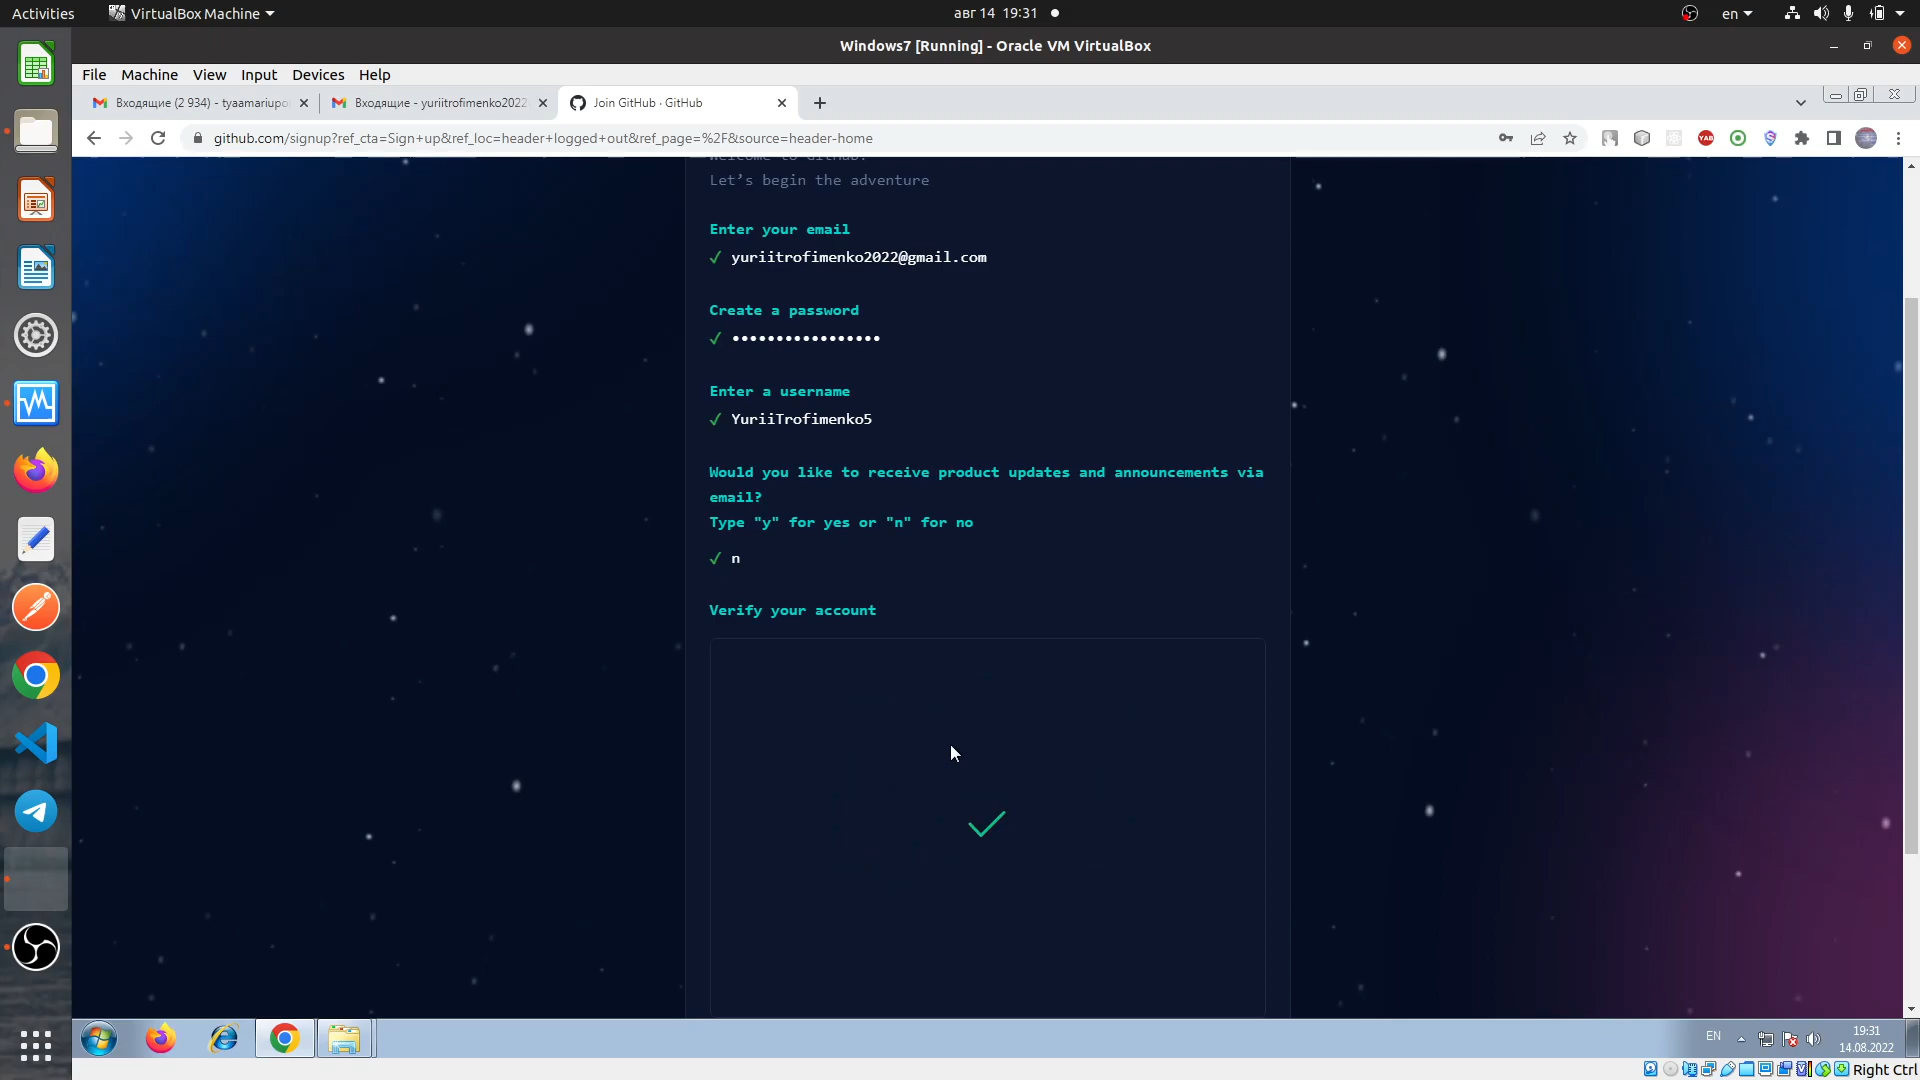 Activities
VirtualBox Machine
авг 14 19:31
en
Windows7 [Running] - Oracle VM VirtualBox
File Machine View Input Devices Help
Входящие (2 934) - tyaamariupo
Входящие - yuriitrofimenko2022
Join GitHub · GitHub
github.com/signup?ref_cta=Sign+up&ref_loc=header+logged+out&ref_page=%2F&source=header-home
YAB
Welcome to GitHub!
Let’s begin the adventure
Enter your email
✓ yuriitrofimenko2022@gmail.com
Create a password
✓ •••••••••••••••••
Enter a username
✓ YuriiTrofimenko5
Would you like to receive product updates and announcements via
email?
Type "y" for yes or "n" for no
✓ n
Verify your account
EN
19:31
14.08.2022
Right Ctrl